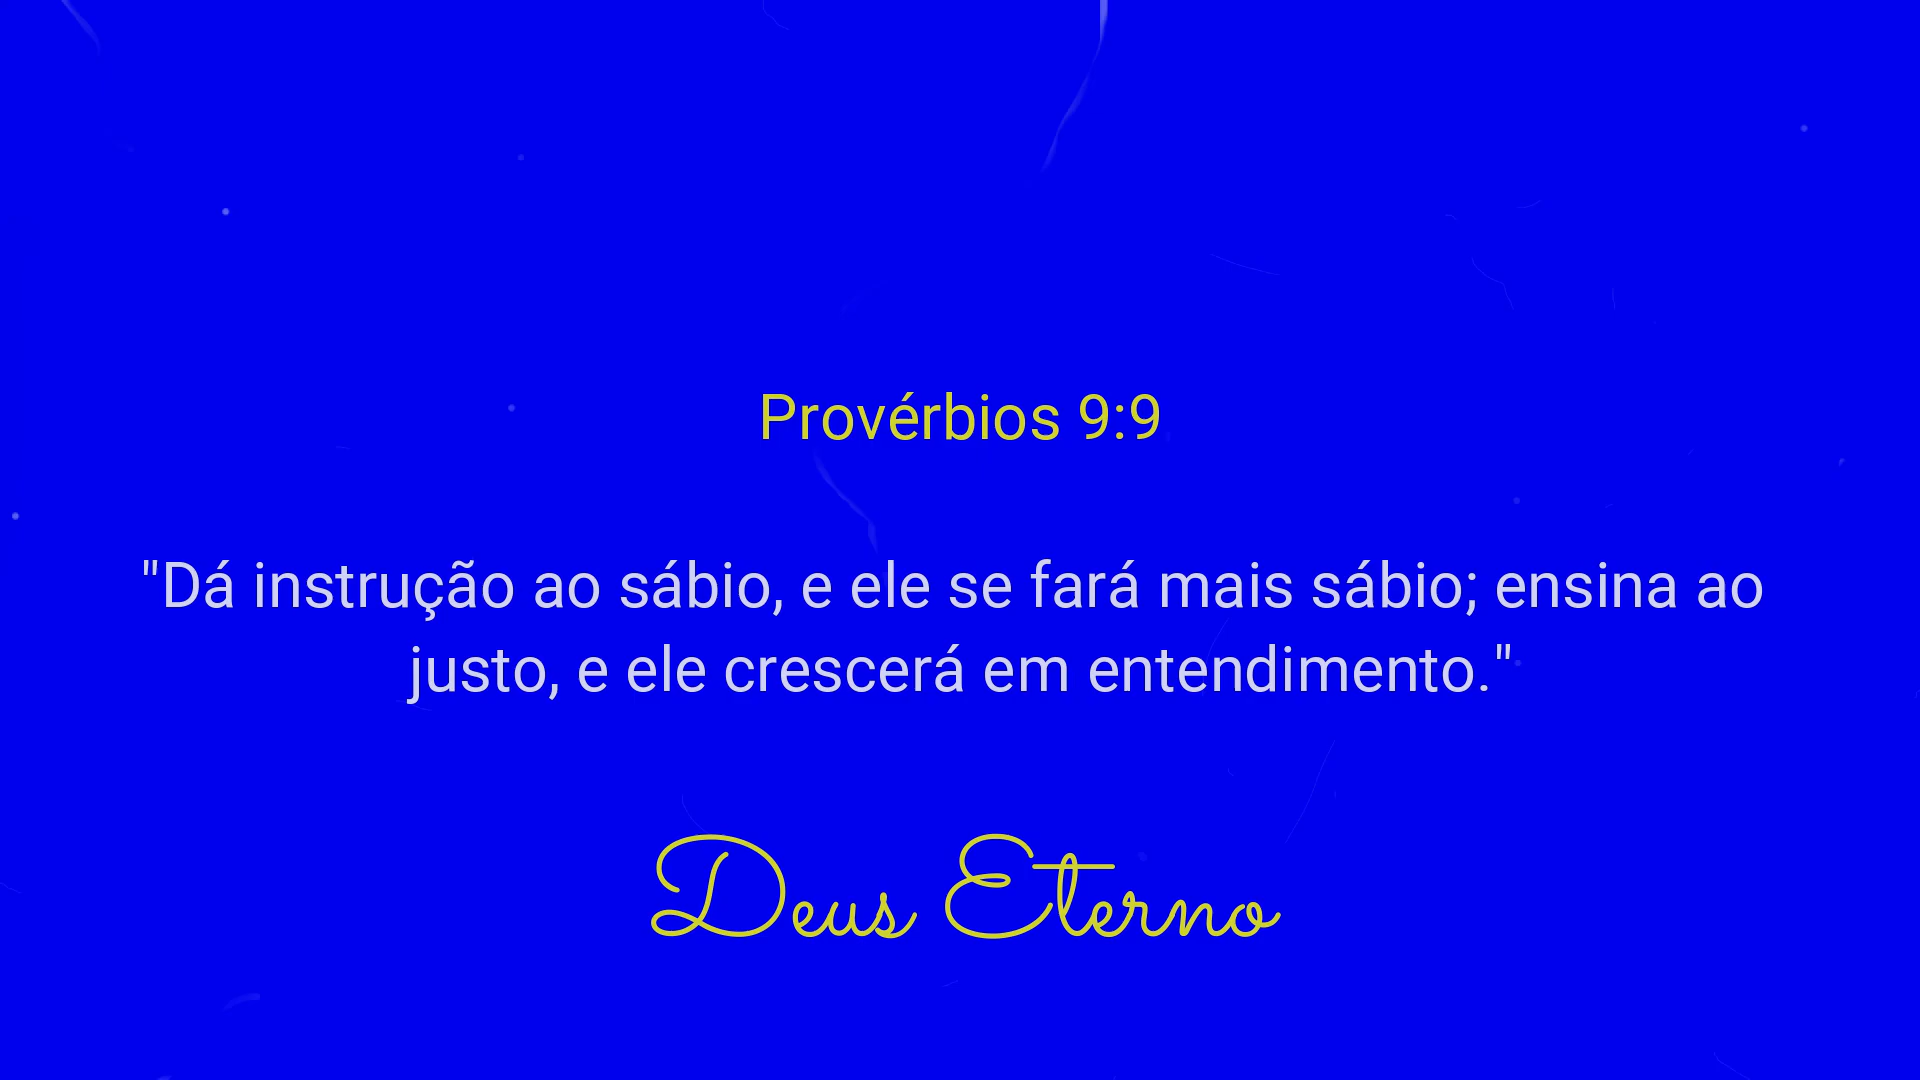 Provérbios 9:9
"Dá instrução ao sábio, e ele se fará mais sábio; ensina ao
justo, e ele crescerá em entendimento."
Deus Eterno